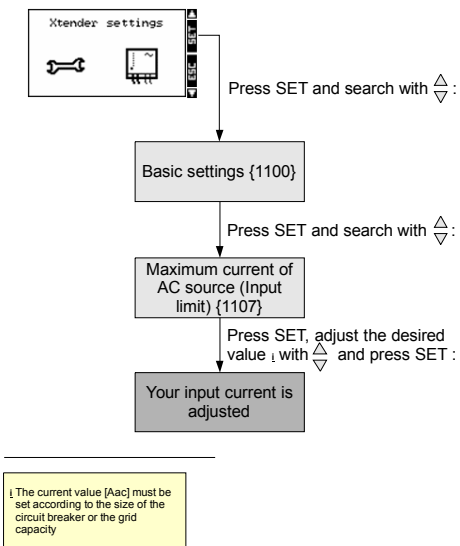 Xtender settings
SET
ESC
Press SET and search with △▽ :
Basic settings {1100}
Press SET and search with △▽ :
Maximum current of
AC source (Input
limit) {1107}
Press SET, adjust the desired
value i with △▽ and press SET :
Your input current is
adjusted
i The current value [Aac] must be
set according to the size of the
circuit breaker or the grid
capacity